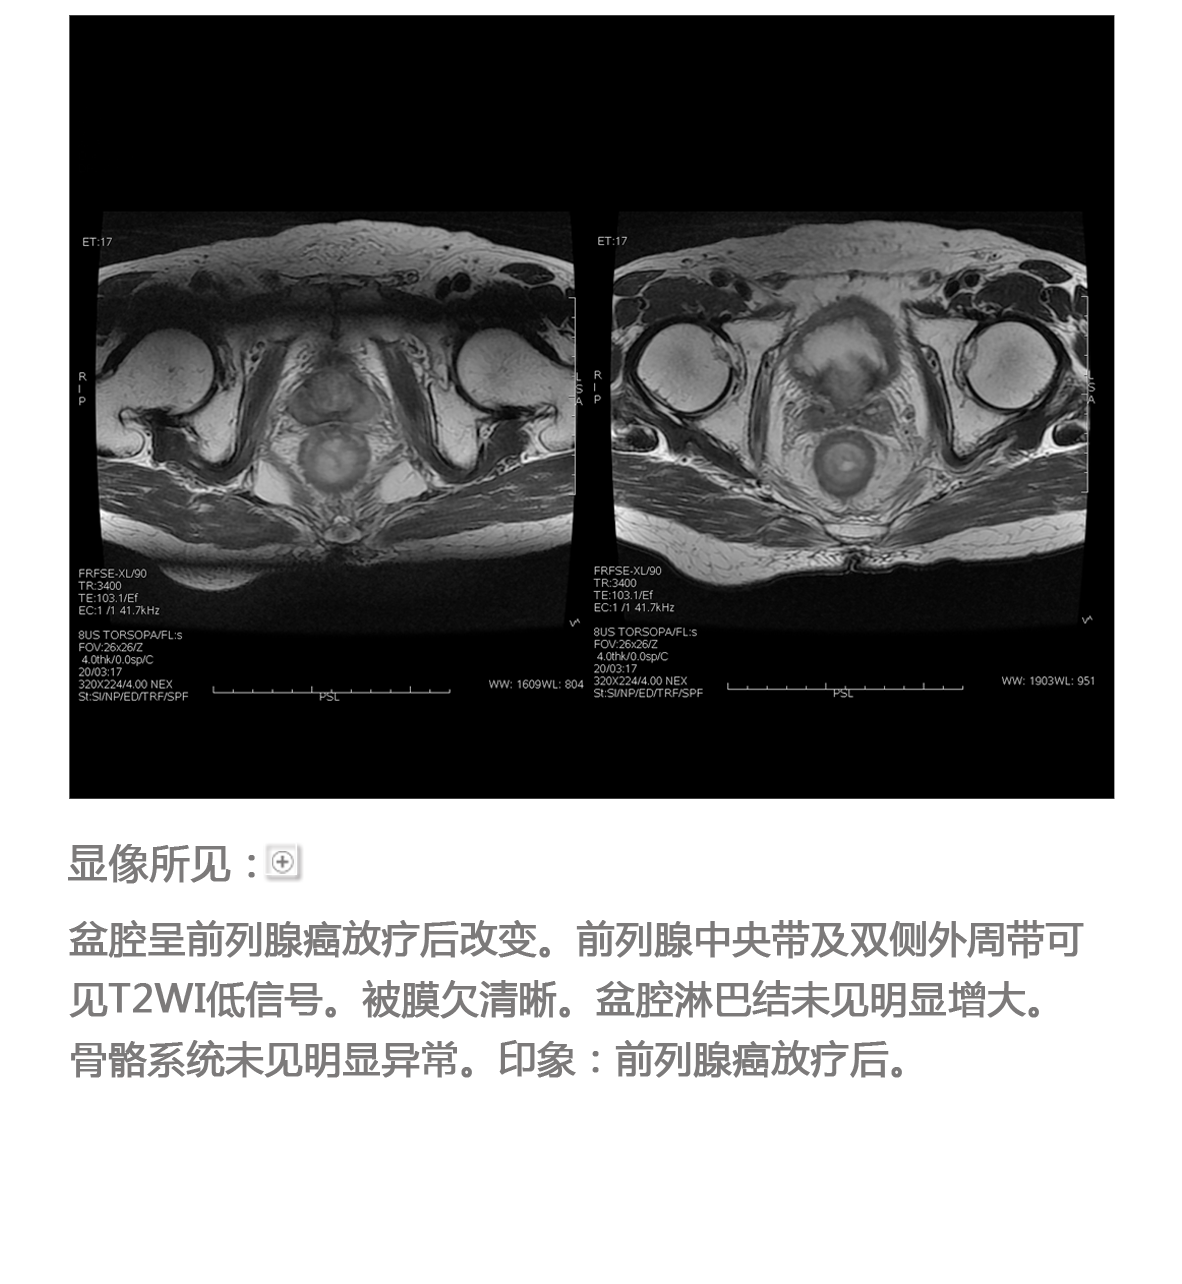 ET:17
R
I
P
L
S
A
FRFSE-XL/90
TR:3400
TE:103.1/Ef
EC:1 /1 41.7kHz
8US TORSOPA/FL:s
FOV:26x26/Z
4.0thk/0.0sp/C
20/03:17
320X224/4.00 NEX
St:SI/NP/ED/TRF/SPF
PSL
WW: 1609WL: 804
ET:17
R
I
P
L
S
A
FRFSE-XL/90
TR:3400
TE:103.1/Ef
EC:1 /1 41.7kHz
8US TORSOPA/FL:s
FOV:26x26/Z
4.0thk/0.0sp/C
20/03:17
320X224/4.00 NEX
St:SI/NP/ED/TRF/SPF
PSL
WW: 1903WL: 951
显像所见：
盆腔呈前列腺癌放疗后改变。前列腺中央带及双侧外周带可
见T2WI低信号。被膜欠清晰。盆腔淋巴结未见明显增大。
骨骼系统未见明显异常。印象：前列腺癌放疗后。